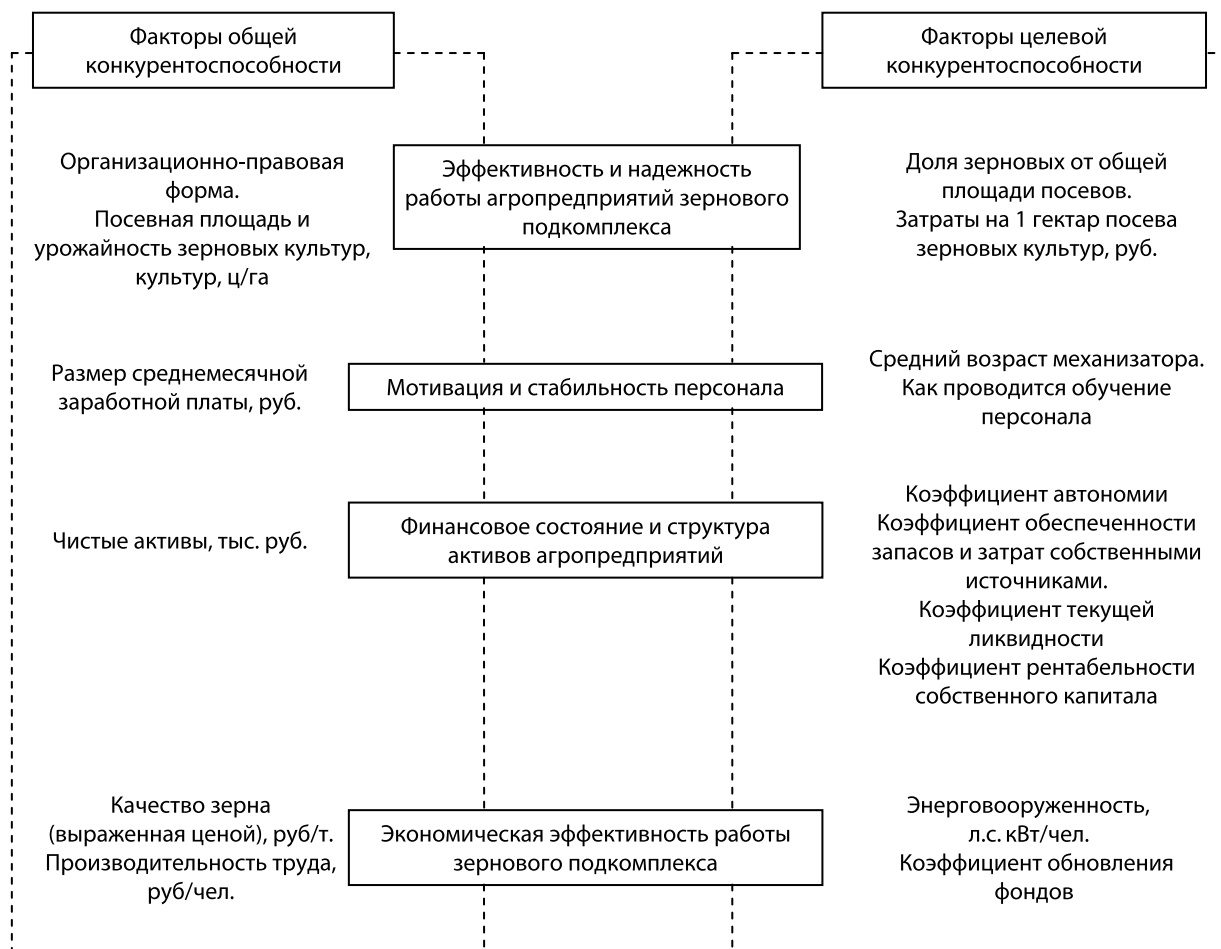 Факторы общей
конкурентоспособности
Факторы целевой
конкурентоспособности
Организационно-правовая
форма.
Посевная площадь и
урожайность зерновых культур,
культур, ц/га
Эффективность и надежность
работы агропредприятий зернового
подкомплекса
Доля зерновых от общей
площади посевов.
Затраты на 1 гектар посева
зерновых культур, руб.
Размер среднемесячной
заработной платы, руб.
Мотивация и стабильность персонала
Средний возраст механизатора.
Как проводится обучение
персонала
Чистые активы, тыс. руб.
Финансовое состояние и структура
активов агропредприятий
Коэффициент автономии
Коэффициент обеспеченности
запасов и затрат собственными
источниками.
Коэффициент текущей
ликвидности
Коэффициент рентабельности
собственного капитала
Качество зерна
(выраженная ценой), руб/т.
Производительность труда,
руб/чел.
Экономическая эффективность работы
зернового подкомплекса
Энерговооруженность,
л.с. кВт/чел.
Коэффициент обновления
фондов